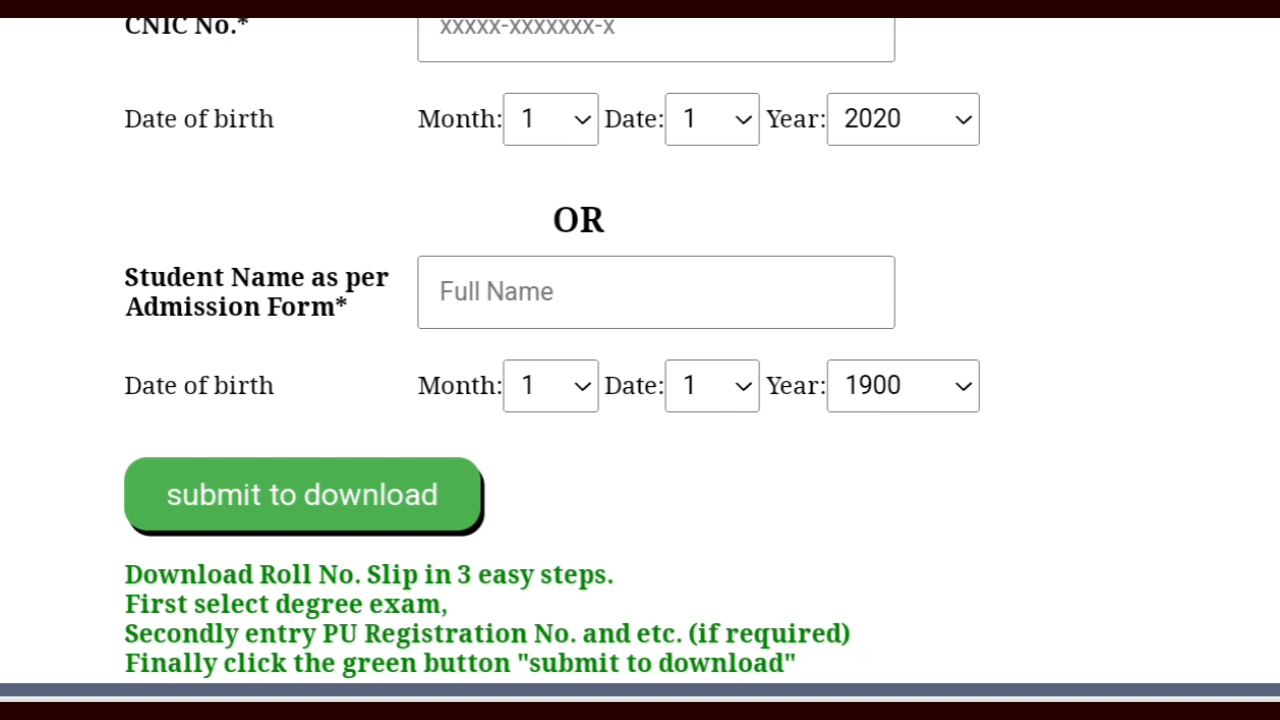 CNIC No.*
xxxxx-xxxxxxx-x
Date of birth Month: 1 Date: 1 Year: 2020
OR
Student Name as per
Admission Form*
Full Name
Date of birth Month: 1 Date: 1 Year: 1900
submit to download
Download Roll No. Slip in 3 easy steps.
First select degree exam,
Secondly entry PU Registration No. and etc. (if required)
Finally click the green button "submit to download"